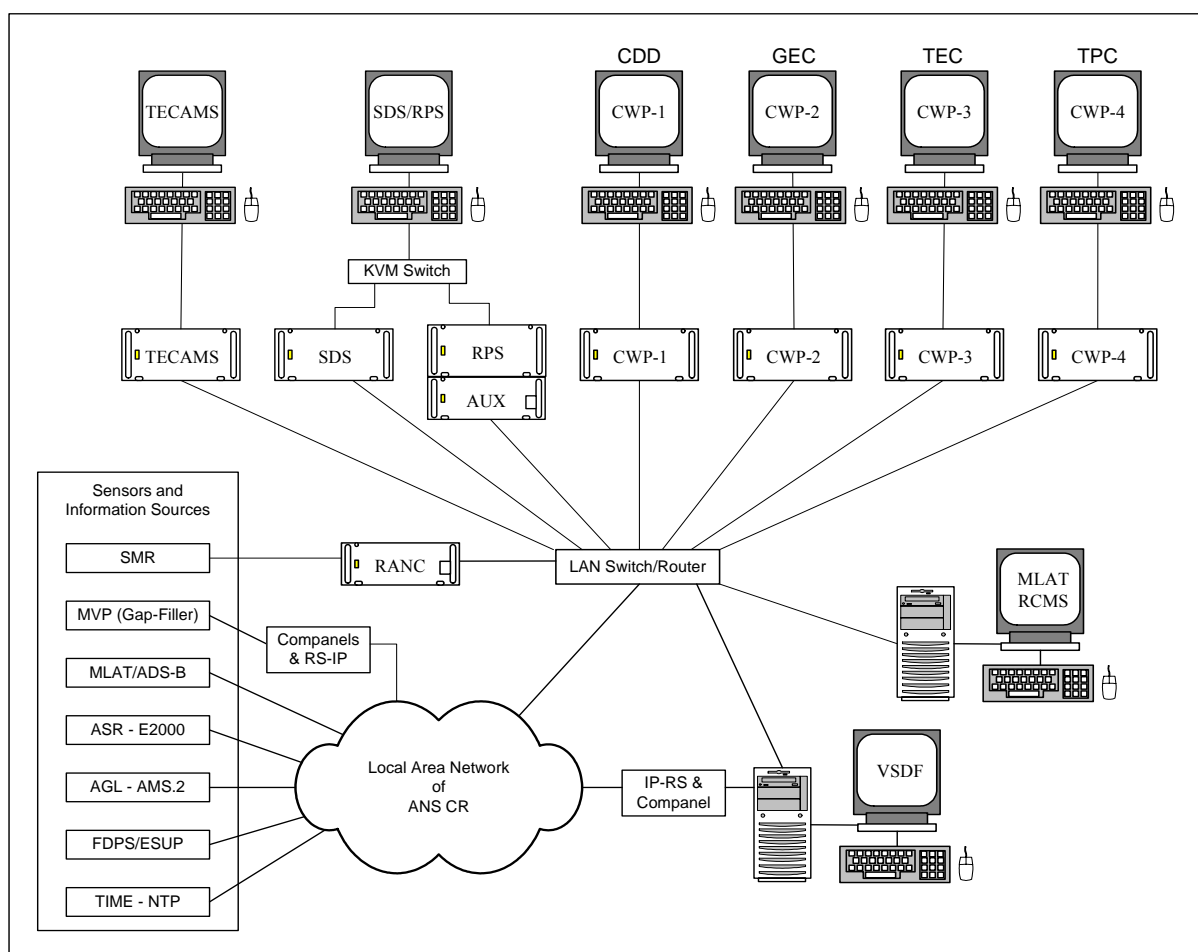 CDD
GEC
TEC
TPC
TECAMS
SDS/RPS
CWP-1
CWP-2
CWP-3
CWP-4
KVM Switch
TECAMS
SDS
RPS
AUX
CWP-1
CWP-2
CWP-3
CWP-4
Sensors and
Information Sources
SMR
MVP (Gap-Filler)
MLAT/ADS-B
ASR - E2000
AGL - AMS.2
FDPS/ESUP
TIME - NTP
RANC
LAN Switch/Router
Companels
& RS-IP
Local Area Network
of
ANS CR
IP-RS &
Companel
MLAT
RCMS
VSDF